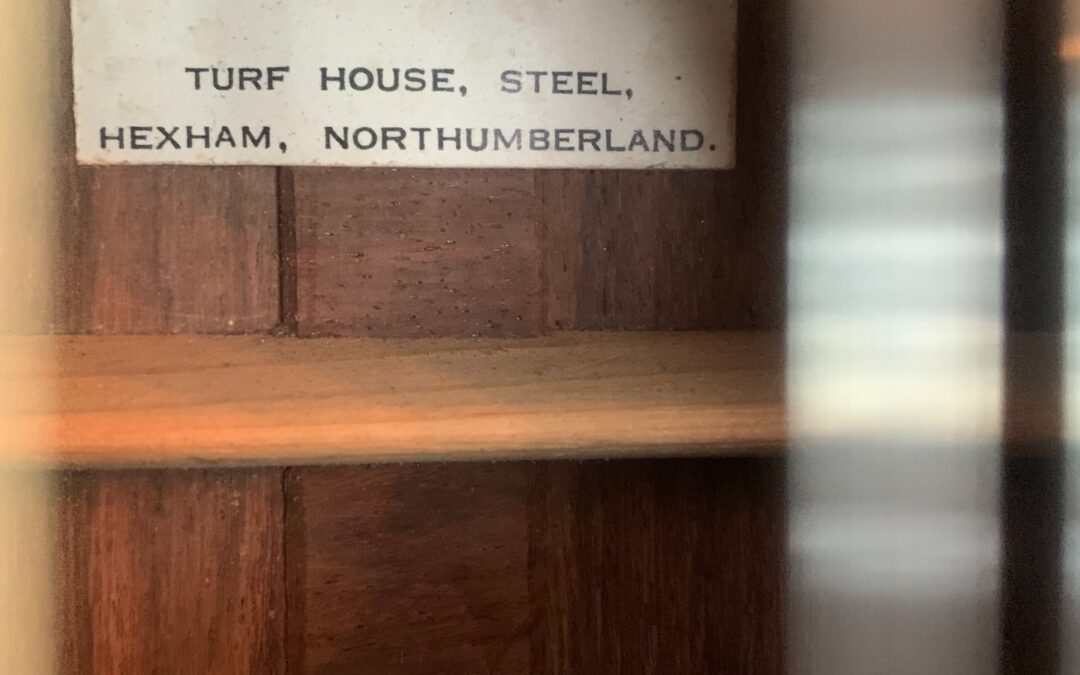 TURF HOUSE, STEEL,
HEXHAM, NORTHUMBERLAND.